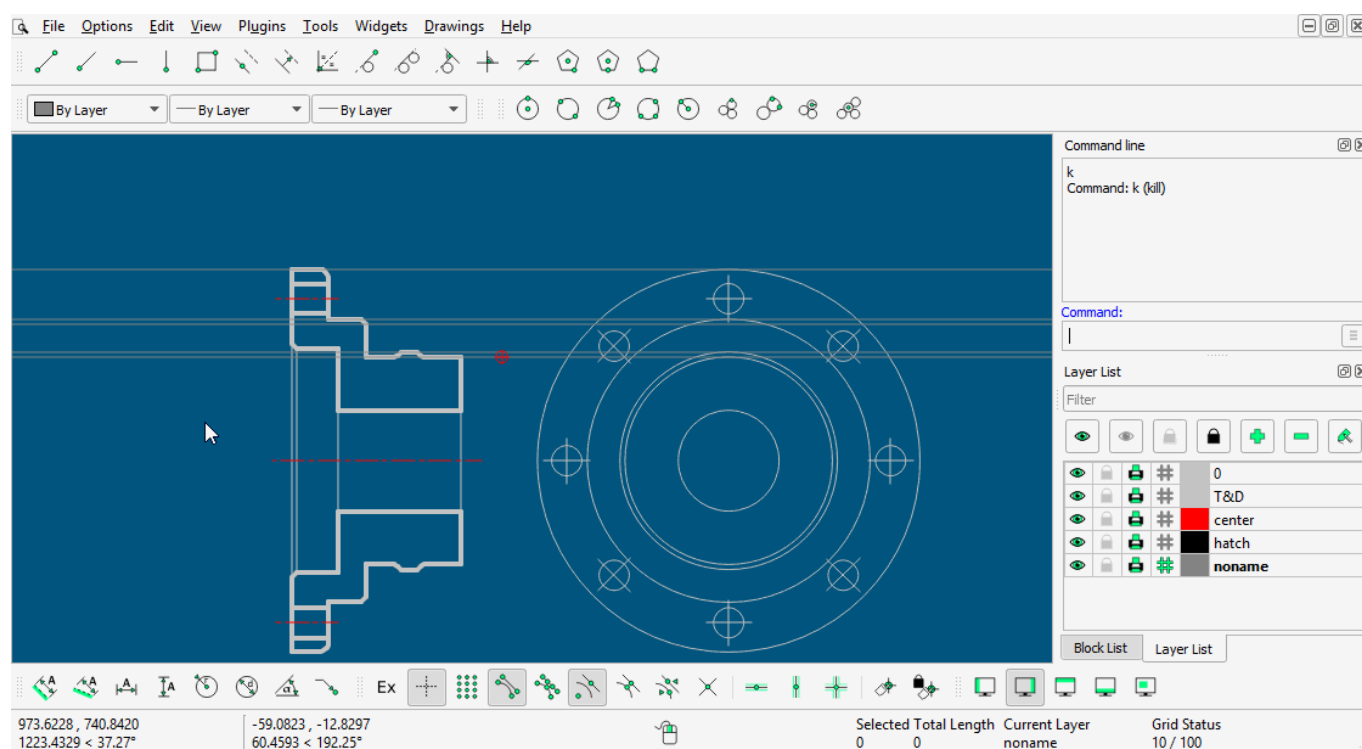 File Options Edit View Plugins Tools Widgets Drawings Help
By Layer By Layer By Layer
Command line
k
Command: k (kill)
Command:
Layer List
Filter
0
T&D
center
hatch
noname
Block List Layer List
Ex
973.6228 , 740.8420 -59.0823 , -12.8297 Selected Total Length Current Layer Grid Status
1223.4329 < 37.27° 60.4593 < 192.25° 0 0 noname 10 / 100